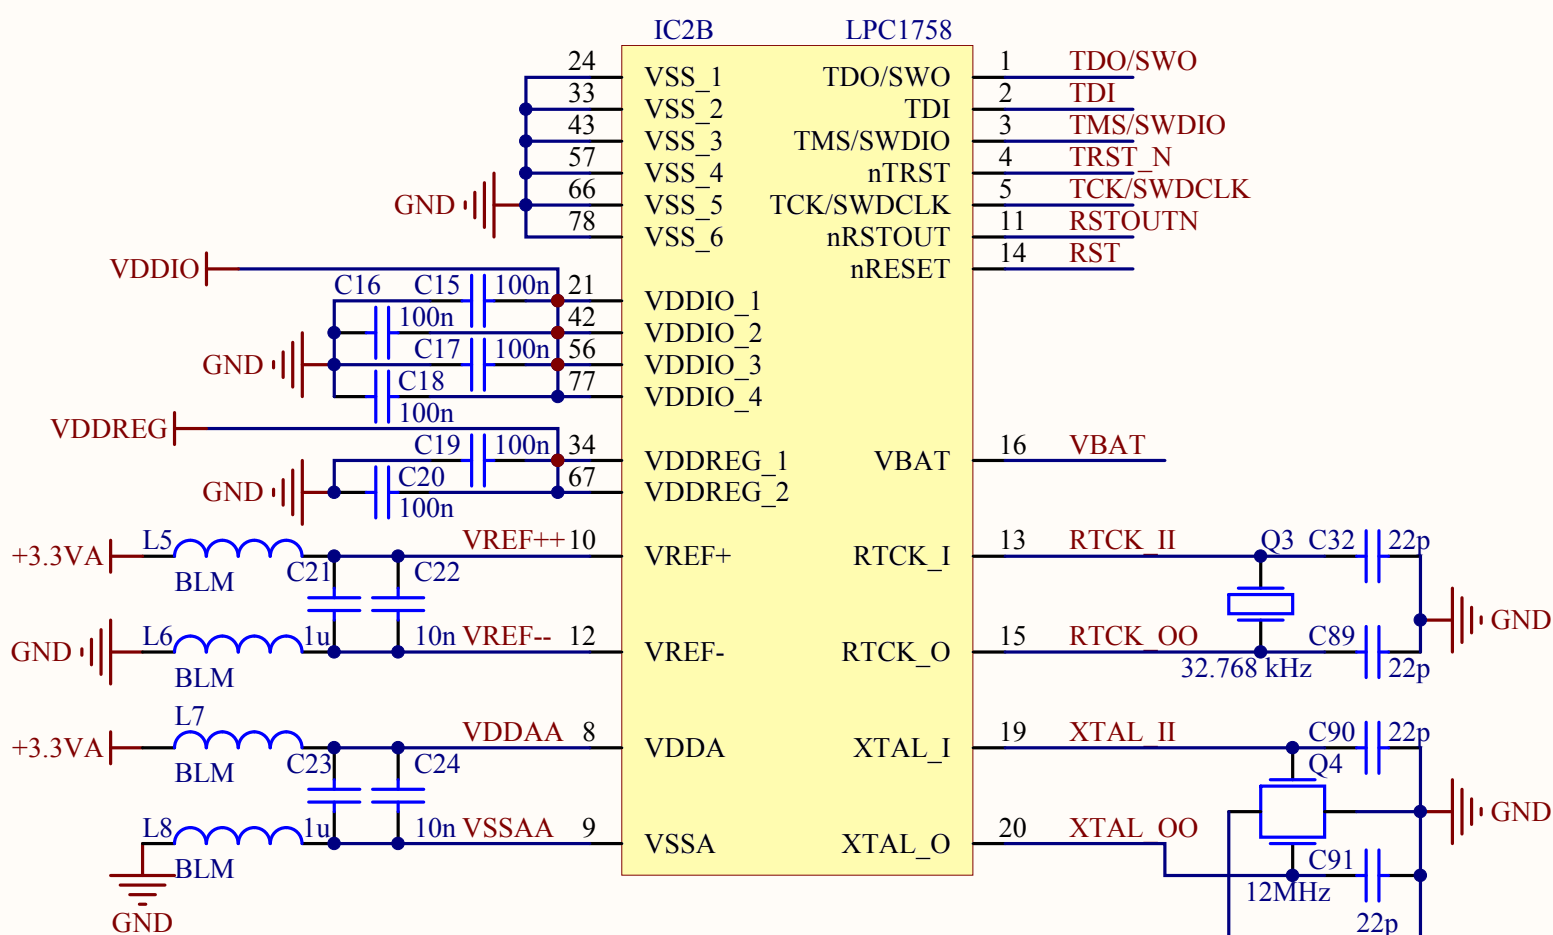 IC2B LPC1758
24 VSS_1 TDO/SWO 1 TDO/SWO
33 VSS_2 TDI 2 TDI
43 VSS_3 TMS/SWDIO 3 TMS/SWDIO
57 VSS_4 nTRST 4 TRST_N
GND 66 VSS_5 TCK/SWDCLK 5 TCK/SWDCLK
78 VSS_6 nRSTOUT 11 RSTOUTN
VDDIO nRESET 14 RST
C16 C15 100n 21 VDDIO_1
100n 42 VDDIO_2
GND C17 100n 56 VDDIO_3
C18 77 VDDIO_4
100n
VDDREG
C19 100n 34 VDDREG_1 VBAT 16 VBAT
GND C20 67 VDDREG_2
100n
+3.3VA L5 VREF++ 10 VREF+ RTCK_I 13 RTCK_II Q3 C32 22p
BLM C21 C22
GND
GND L6 1u 10n VREF-- 12 VREF- RTCK_O 15 RTCK_OO C89
BLM 32.768 kHz 22p
L7
+3.3VA VDDAA 8 VDDA XTAL_I 19 XTAL_II C90 22p
BLM C23 C24 Q4
GND
L8 1u 10n VSSAA 9 VSSA XTAL_O 20 XTAL_OO
BLM C91
12MHz
GND 22p